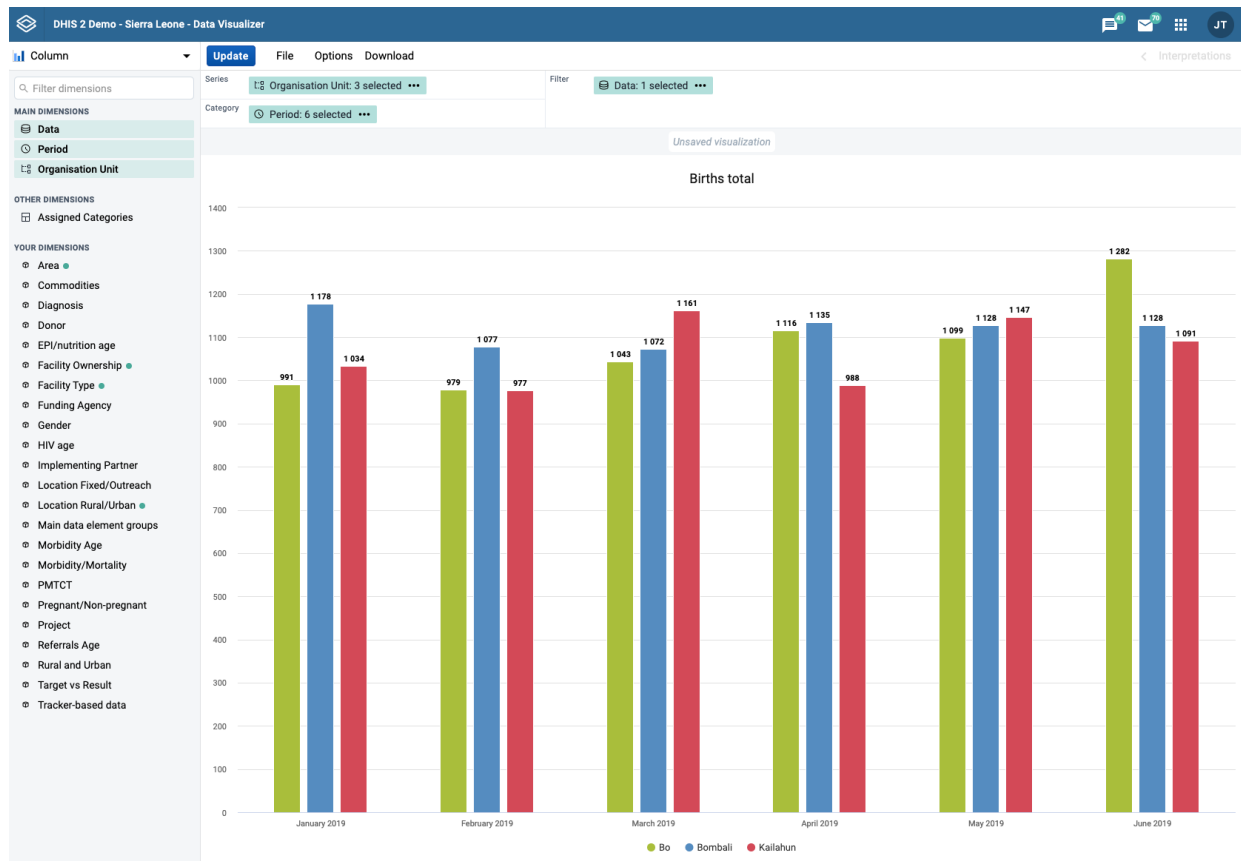 DHIS 2 Demo - Sierra Leone - Data Visualizer
41
70
JT
Column
Update File Options Download
Interpretations
Filter dimensions
MAIN DIMENSIONS
Data
Period
Organisation Unit
OTHER DIMENSIONS
Assigned Categories
YOUR DIMENSIONS
Area
Commodities
Diagnosis
Donor
EPI/nutrition age
Facility Ownership
Facility Type
Funding Agency
Gender
HIV age
Implementing Partner
Location Fixed/Outreach
Location Rural/Urban
Main data element groups
Morbidity Age
Morbidity/Mortality
PMTCT
Pregnant/Non-pregnant
Project
Referrals Age
Rural and Urban
Target vs Result
Tracker-based data
Series
Organisation Unit: 3 selected •••
Filter
Data: 1 selected •••
Category
Period: 6 selected •••
Unsaved visualization
Births total
1400
1300
1200
1100
1000
900
800
700
600
500
400
300
200
100
0
991
1 178
1 034
979
1 077
977
1 043
1 072
1 161
1 116
1 135
988
1 099
1 128
1 147
1 282
1 128
1 091
January 2019 February 2019 March 2019 April 2019 May 2019 June 2019
Bo Bombali Kailahun